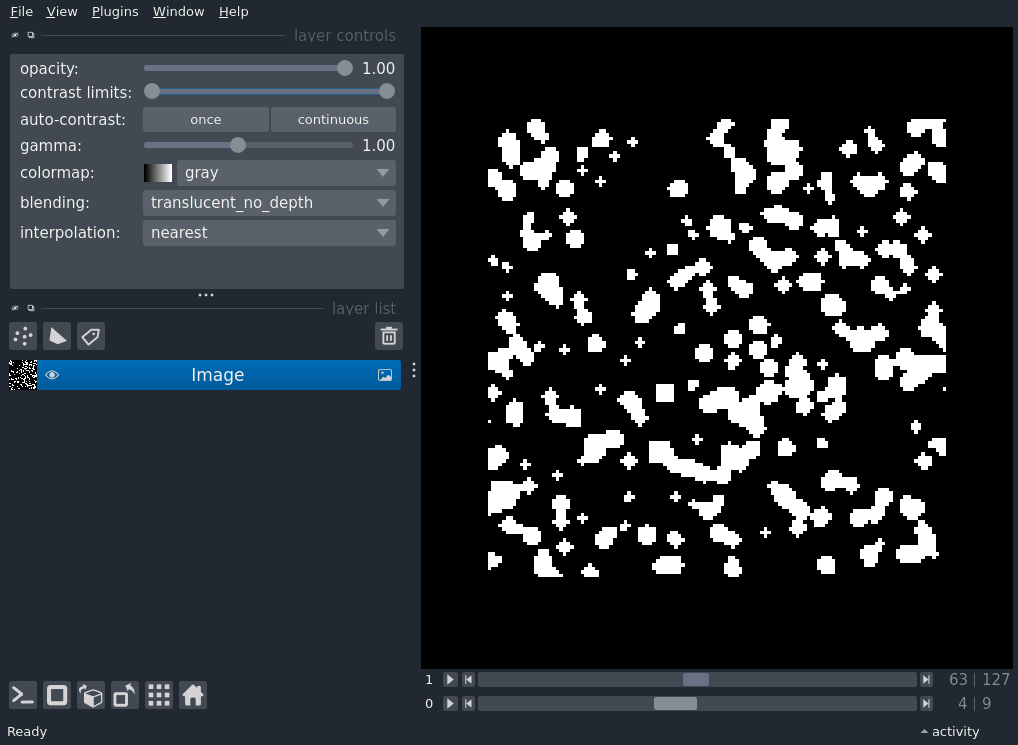 File View Plugins Window Help
layer controls
opacity: 1.00
contrast limits:
auto-contrast: once continuous
gamma: 1.00
colormap: gray
blending: translucent_no_depth
interpolation: nearest
layer list
Image
1 63 | 127
0 4 | 9
Ready activity